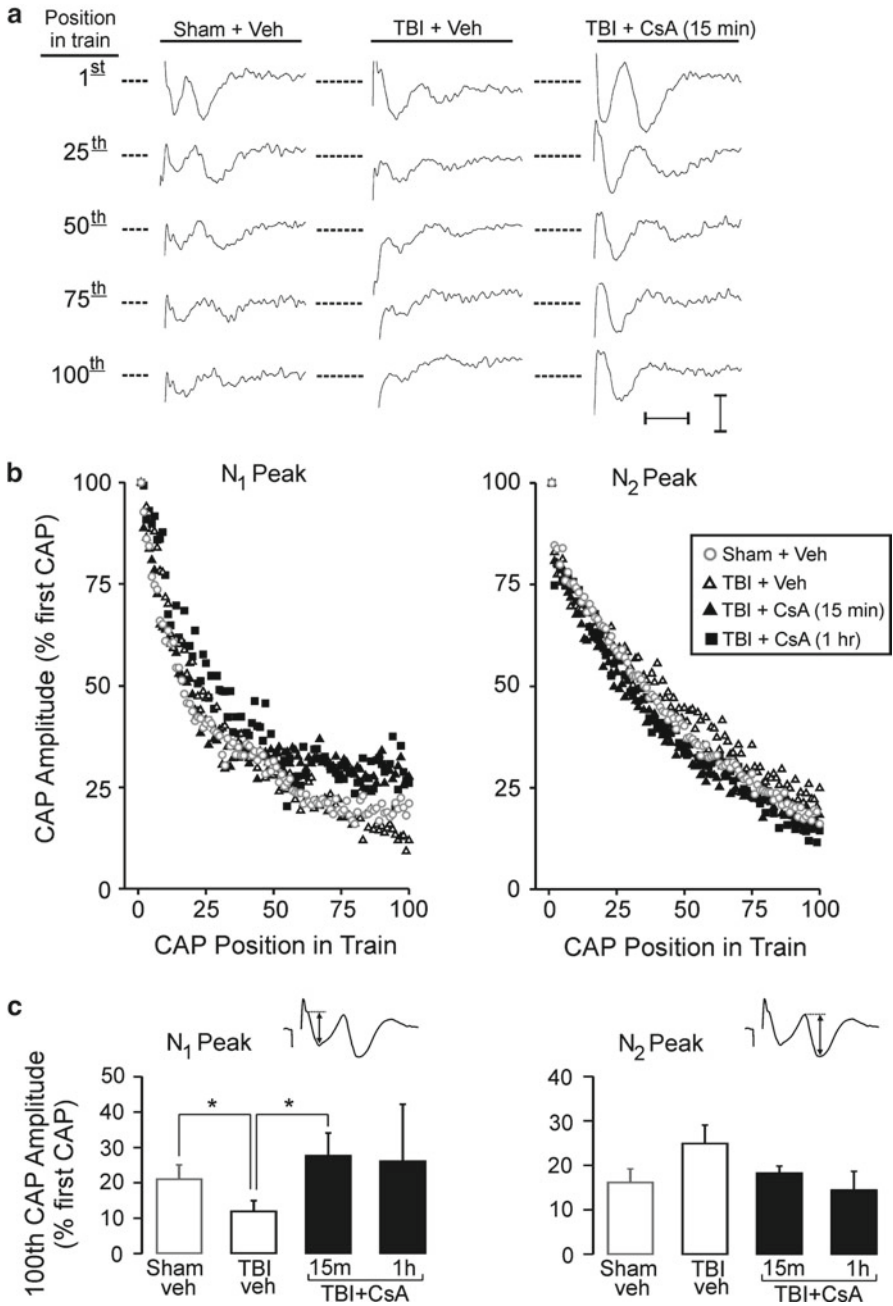 a
Position in train
Sham + Veh
TBI + Veh
TBI + CsA (15 min)
1st
25th
50th
75th
100th
b
N1 Peak
N2 Peak
CAP Amplitude (% first CAP)
100
75
50
25
0
0 25 50 75 100
CAP Position in Train
100
75
50
25
0
0 25 50 75 100
CAP Position in Train
Sham + Veh
TBI + Veh
TBI + CsA (15 min)
TBI + CsA (1 hr)
c
N1 Peak
N2 Peak
100th CAP Amplitude
(% first CAP)
50
40
30
20
10
0
* *
Sham veh
TBI veh
15m
1h
TBI+CsA
40
30
20
10
0
Sham veh
TBI veh
15m
1h
TBI+CsA